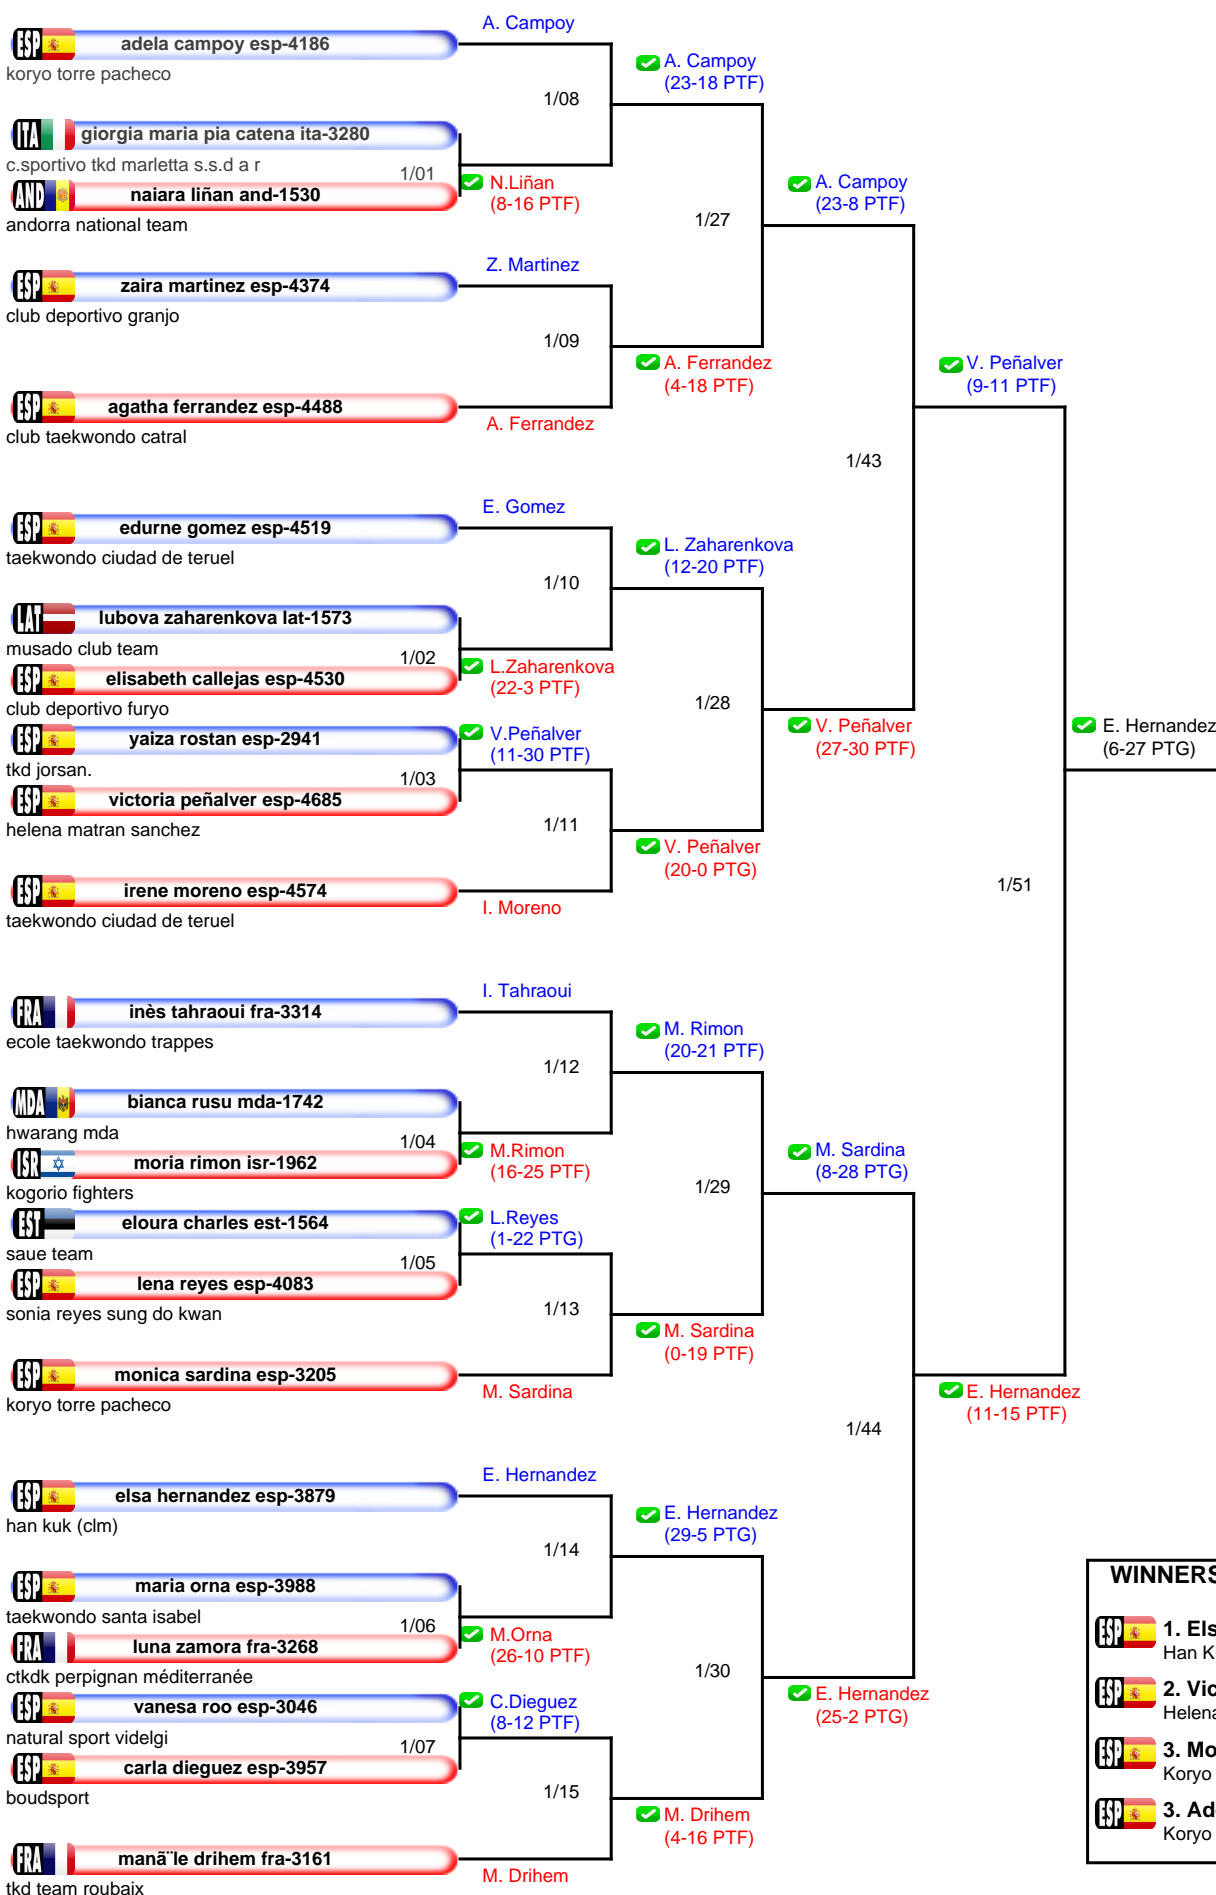 A. Campoy
ESP adela campoy esp-4186
koryo torre pacheco
A. Campoy
(23-18 PTF)
1/08
ITA giorgia maria pia catena ita-3280
c.sportivo tkd marletta s.s.d a r
1/01
AND naiara liñan and-1530
andorra national team
N.Liñan
(8-16 PTF)
A. Campoy
(23-8 PTF)
1/27
Z. Martinez
ESP zaira martinez esp-4374
club deportivo granjo
1/09
A. Ferrandez
(4-18 PTF)
V. Peñalver
(9-11 PTF)
ESP agatha ferrandez esp-4488
club taekwondo catral
A. Ferrandez
1/43
E. Gomez
ESP edurne gomez esp-4519
taekwondo ciudad de teruel
L. Zaharenkova
(12-20 PTF)
1/10
LAT lubova zaharenkova lat-1573
musado club team
1/02
ESP elisabeth callejas esp-4530
club deportivo furyo
L.Zaharenkova
(22-3 PTF)
1/28
ESP yaiza rostan esp-2941
tkd jorsan.
V.Peñalver
(11-30 PTF)
V. Peñalver
(27-30 PTF)
E. Hernandez
(6-27 PTG)
1/03
ESP victoria peñalver esp-4685
helena matran sanchez
1/11
V. Peñalver
(20-0 PTG)
ESP irene moreno esp-4574
taekwondo ciudad de teruel
I. Moreno
1/51
I. Tahraoui
FRA inès tahraoui fra-3314
ecole taekwondo trappes
M. Rimon
(20-21 PTF)
1/12
MDA bianca rusu mda-1742
hwarang mda
1/04
ISR moria rimon isr-1962
kogorio fighters
M.Rimon
(16-25 PTF)
M. Sardina
(8-28 PTG)
1/29
EST eloura charles est-1564
saue team
L.Reyes
(1-22 PTG)
1/05
ESP lena reyes esp-4083
sonia reyes sung do kwan
1/13
M. Sardina
(0-19 PTF)
ESP monica sardina esp-3205
koryo torre pacheco
M. Sardina
E. Hernandez
(11-15 PTF)
1/44
E. Hernandez
ESP elsa hernandez esp-3879
han kuk (clm)
E. Hernandez
(29-5 PTG)
1/14
ESP maria orna esp-3988
taekwondo santa isabel
1/06
FRA luna zamora fra-3268
ctkdk perpignan méditerranée
M.Orna
(26-10 PTF)
1/30
ESP vanesa roo esp-3046
natural sport videlgi
C.Dieguez
(8-12 PTF)
E. Hernandez
(25-2 PTG)
1/07
ESP carla dieguez esp-3957
boudsport
1/15
M. Drihem
(4-16 PTF)
FRA manã¨le drihem fra-3161
tkd team roubaix
M. Drihem
WINNERS
ESP 1. Els
Han K
ESP 2. Vic
Helena
ESP 3. Mo
Koryo
ESP 3. Ad
Koryo